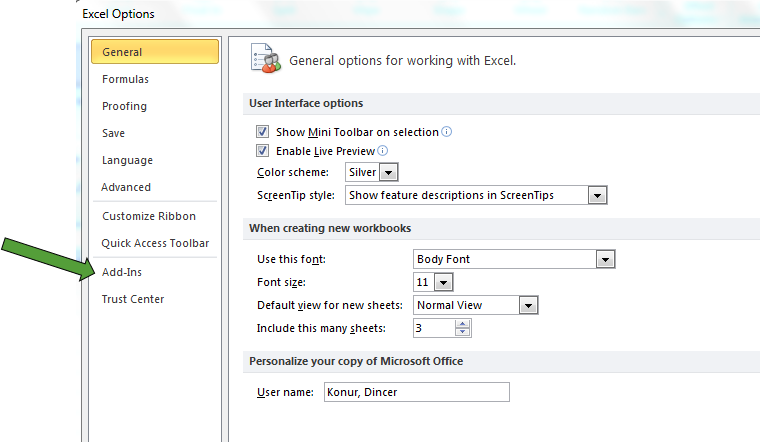 Excel Options
General
Formulas
Proofing
Save
Language
Advanced
Customize Ribbon
Quick Access Toolbar
Add-Ins
Trust Center
General options for working with Excel.
User Interface options
Show Mini Toolbar on selection
Enable Live Preview
Color scheme: Silver
ScreenTip style: Show feature descriptions in ScreenTips
When creating new workbooks
Use this font: Body Font
Font size: 11
Default view for new sheets: Normal View
Include this many sheets: 3
Personalize your copy of Microsoft Office
User name: Konur, Dincer